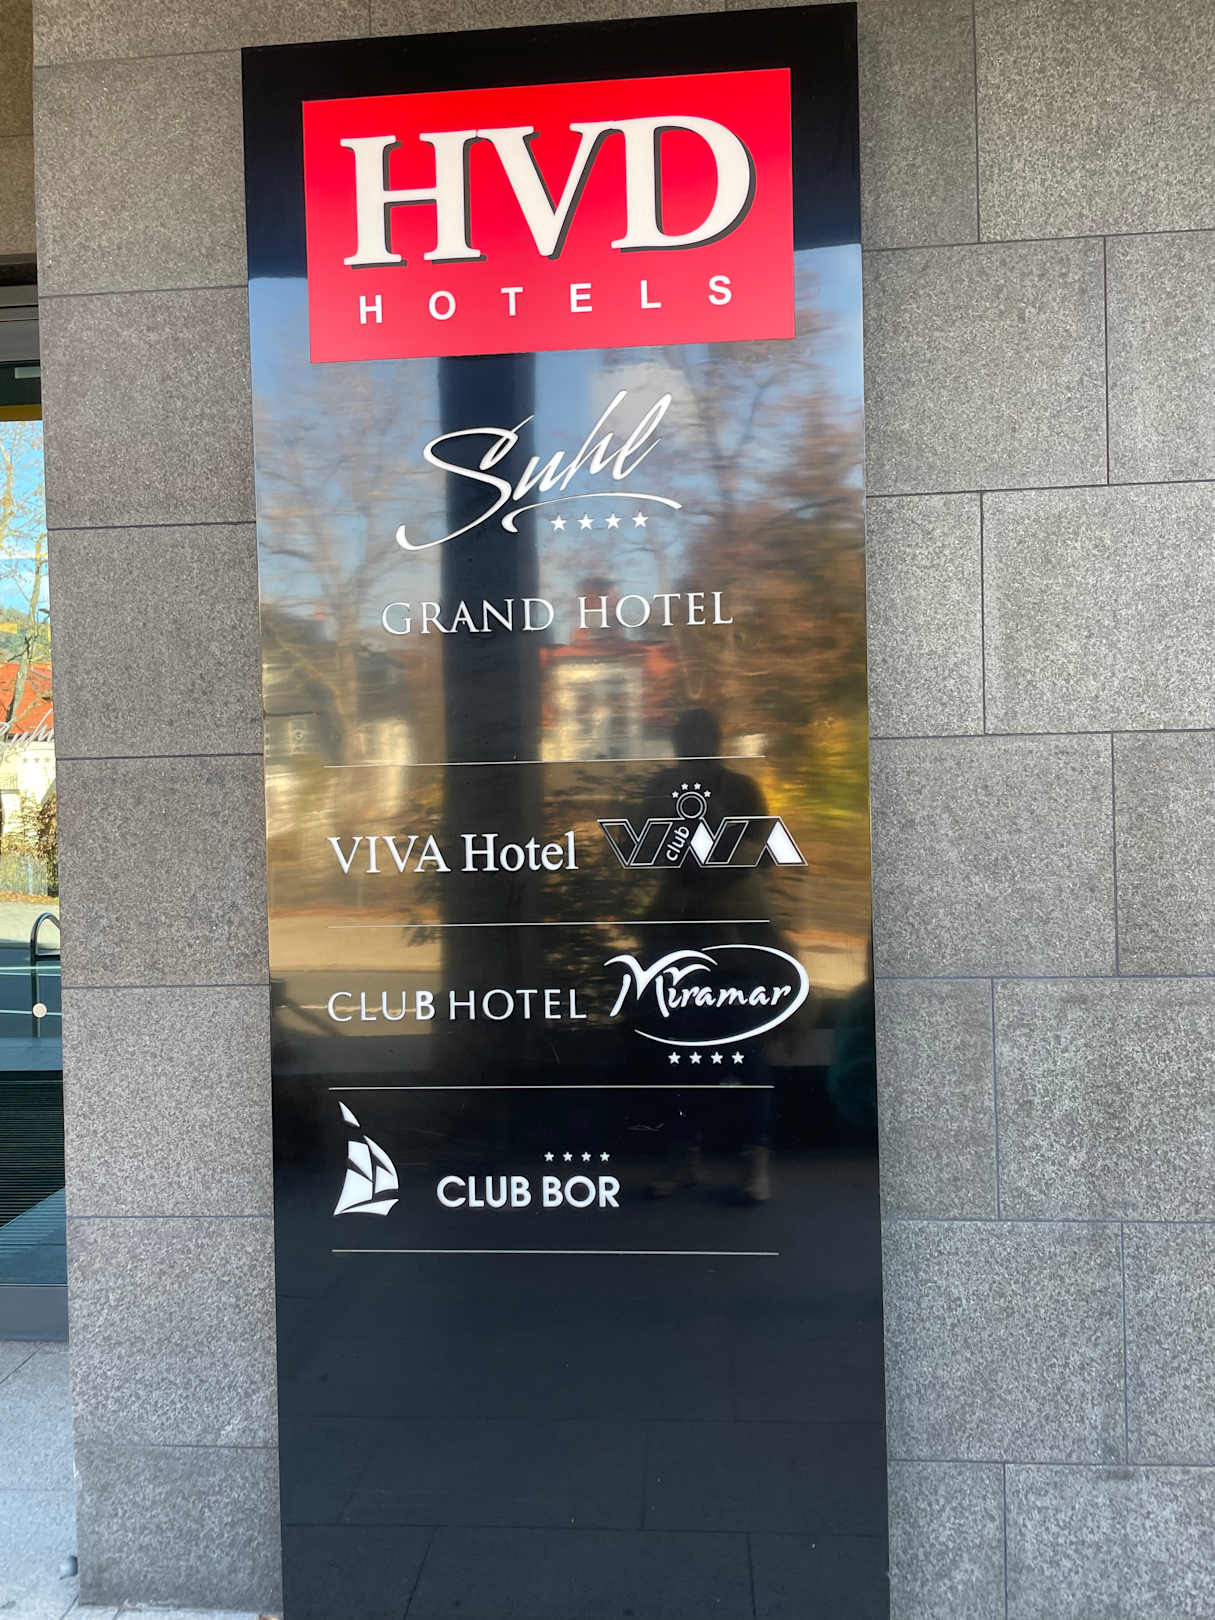 HVD
HOTELS
Suhl
GRAND HOTEL
VIVA Hotel
club VIVA
CLUB HOTEL Miramar
CLUB BOR